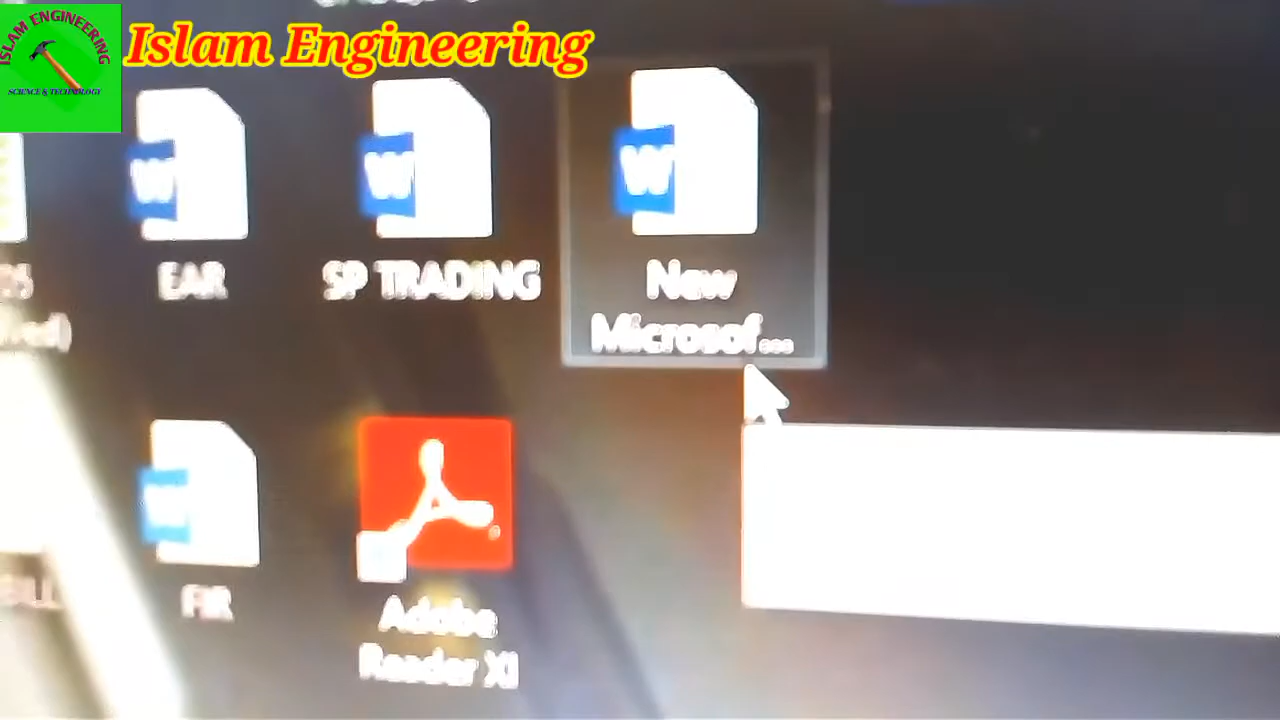 ISLAM ENGINEERING
SCIENCE & TECHNOLOGY
Islam Engineering
W
W
W
EAR
SP TRADING
New
Microsof...
W
FIR
Adobe
Reader XI